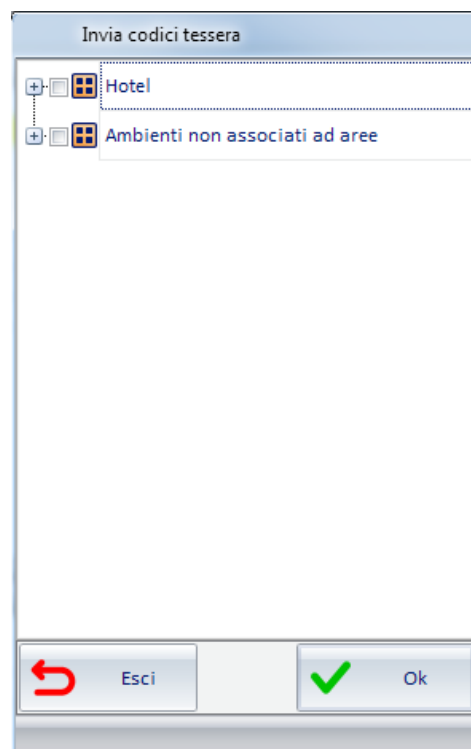 Invia codici tessera
Hotel
Ambienti non associati ad aree
Esci
Ok